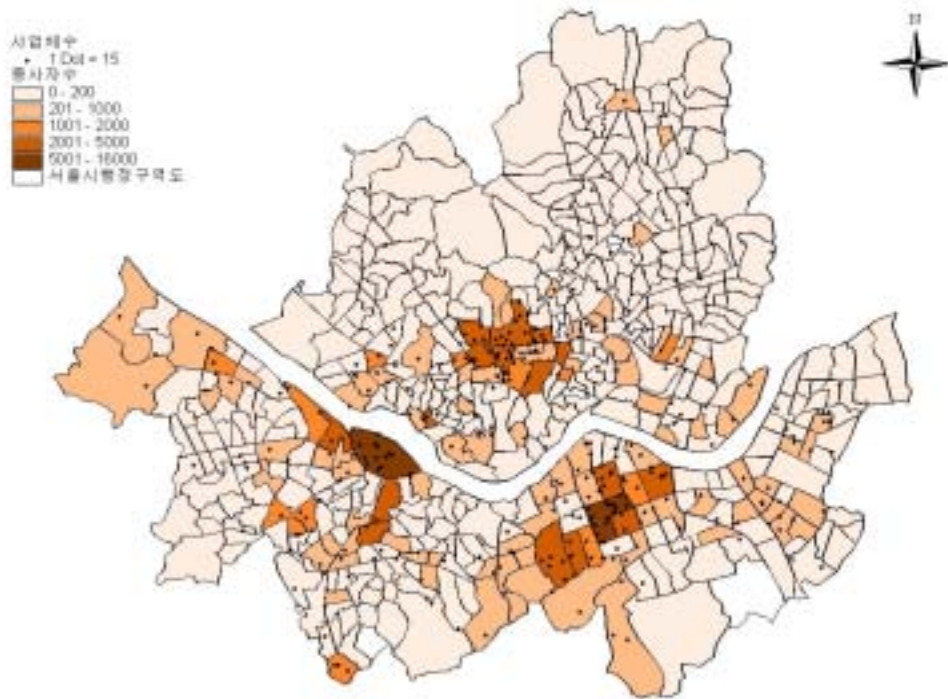 사업체수
1 Dot = 15
종사자수
0 - 200
201 - 1000
1001 - 2000
2001 - 5000
5001 - 16000
서울시행정구역도
N